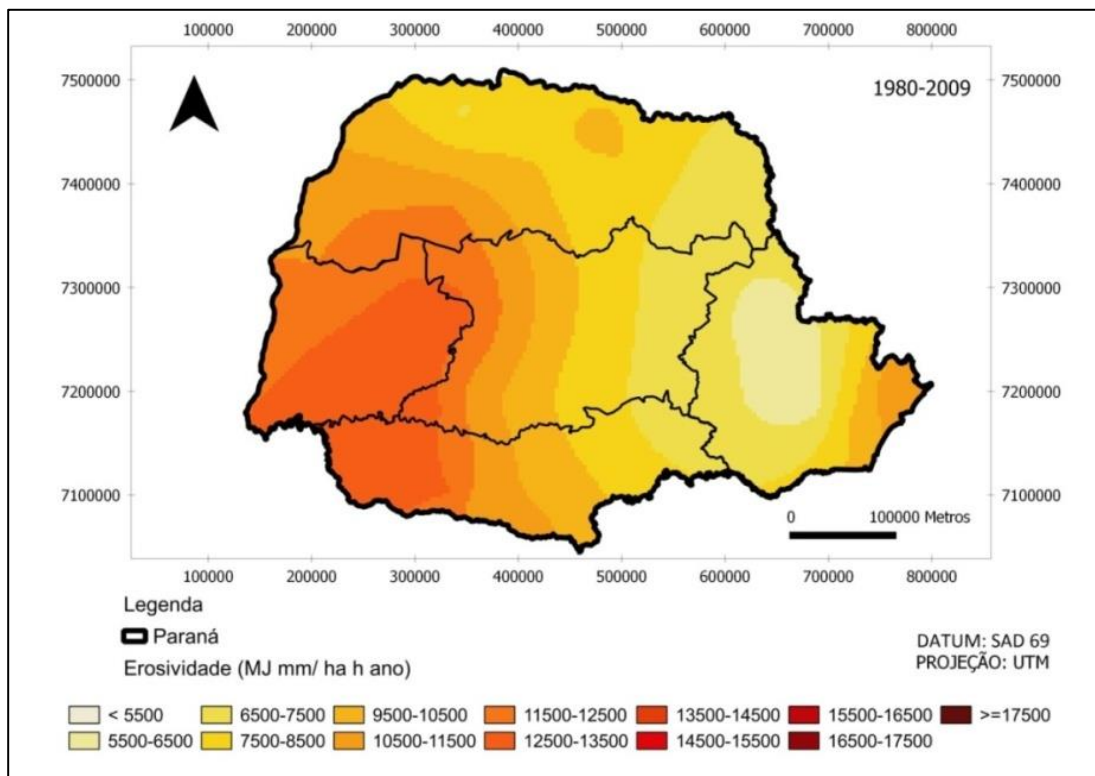 100000 200000 300000 400000 500000 600000 700000 800000
1980-2009
7500000 7500000
7400000 7400000
7300000 7300000
7200000 7200000
7100000 7100000
0 100000 Metros
100000 200000 300000 400000 500000 600000 700000 800000
Legenda
Paraná
Erosividade (MJ mm/ ha h ano)
DATUM: SAD 69
PROJEÇÃO: UTM
< 5500 6500-7500 9500-10500 11500-12500 13500-14500 15500-16500 >=17500
5500-6500 7500-8500 10500-11500 12500-13500 14500-15500 16500-17500